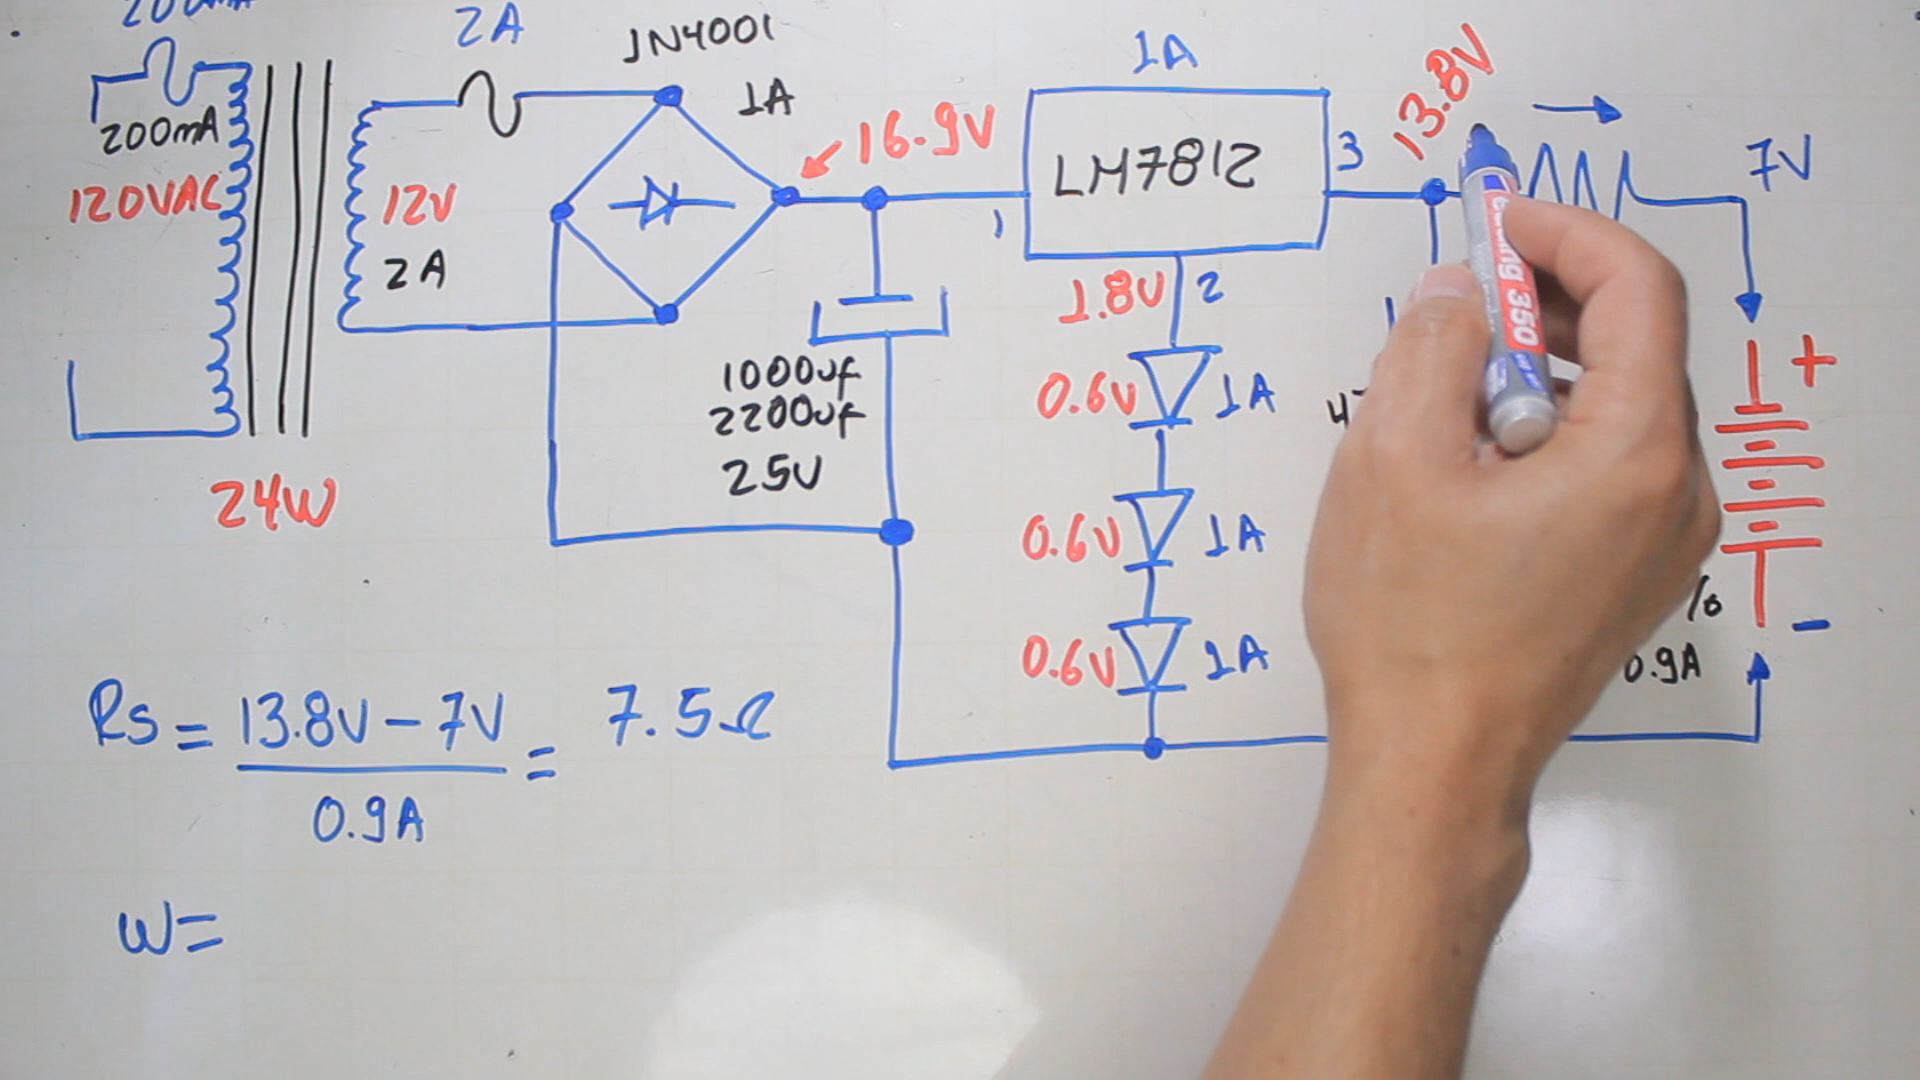 2A
1N4001
1A
1A
13.8V
200mA
120VAC
12V
2A
16.9V
LM7812
3
7V
1
1.8V
2
+
1000uf
2200uf
25V
0.6V
1A
24W
0.6V
1A
0.6V
1A
0.9A
-
Rs = 13.8V - 7V = 7.5Ω
0.9A
W=
350